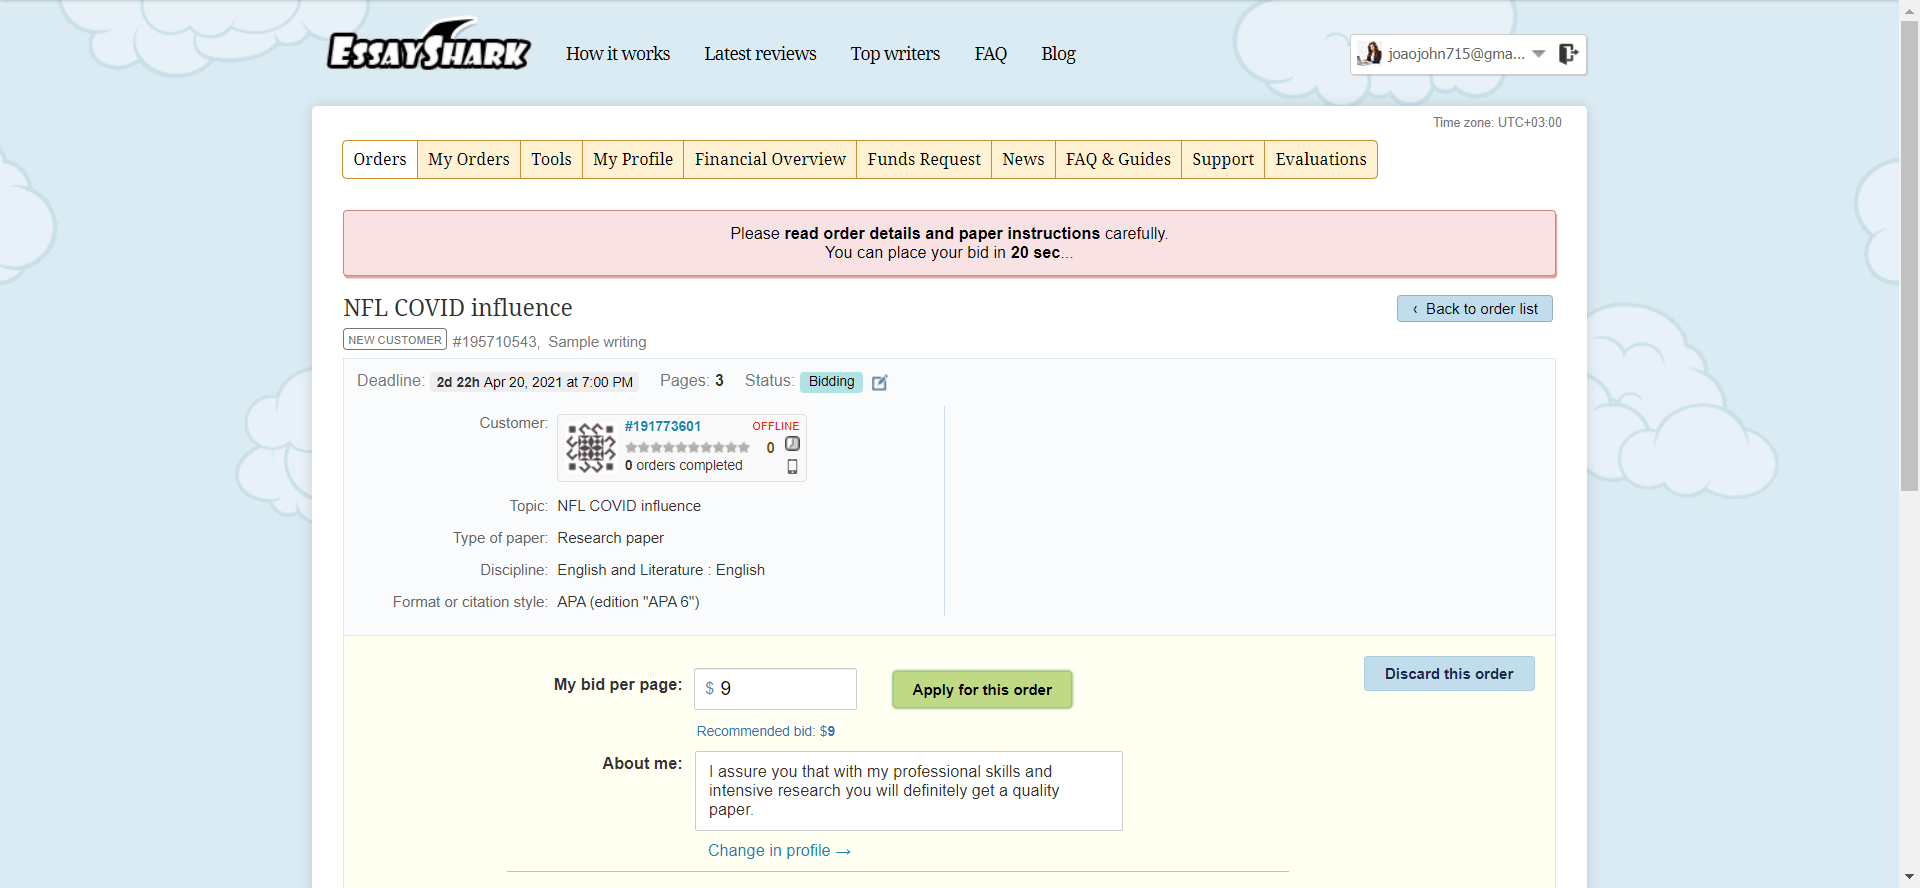 ESSAYSHARK
How it works
Latest reviews
Top writers
FAQ
Blog
joaojohn715@gma...
Time zone: UTC+03:00
Orders
My Orders
Tools
My Profile
Financial Overview
Funds Request
News
FAQ & Guides
Support
Evaluations
Please read order details and paper instructions carefully.
You can place your bid in 20 sec...
NFL COVID influence
‹ Back to order list
NEW CUSTOMER #195710543, Sample writing
Deadline: 2d 22h Apr 20, 2021 at 7:00 PM Pages: 3 Status: Bidding
Customer: #191773601 OFFLINE
0
0 orders completed
Topic: NFL COVID influence
Type of paper: Research paper
Discipline: English and Literature : English
Format or citation style: APA (edition "APA 6")
My bid per page: $ 9
Apply for this order
Discard this order
Recommended bid: $9
About me: I assure you that with my professional skills and
intensive research you will definitely get a quality
paper.
Change in profile →